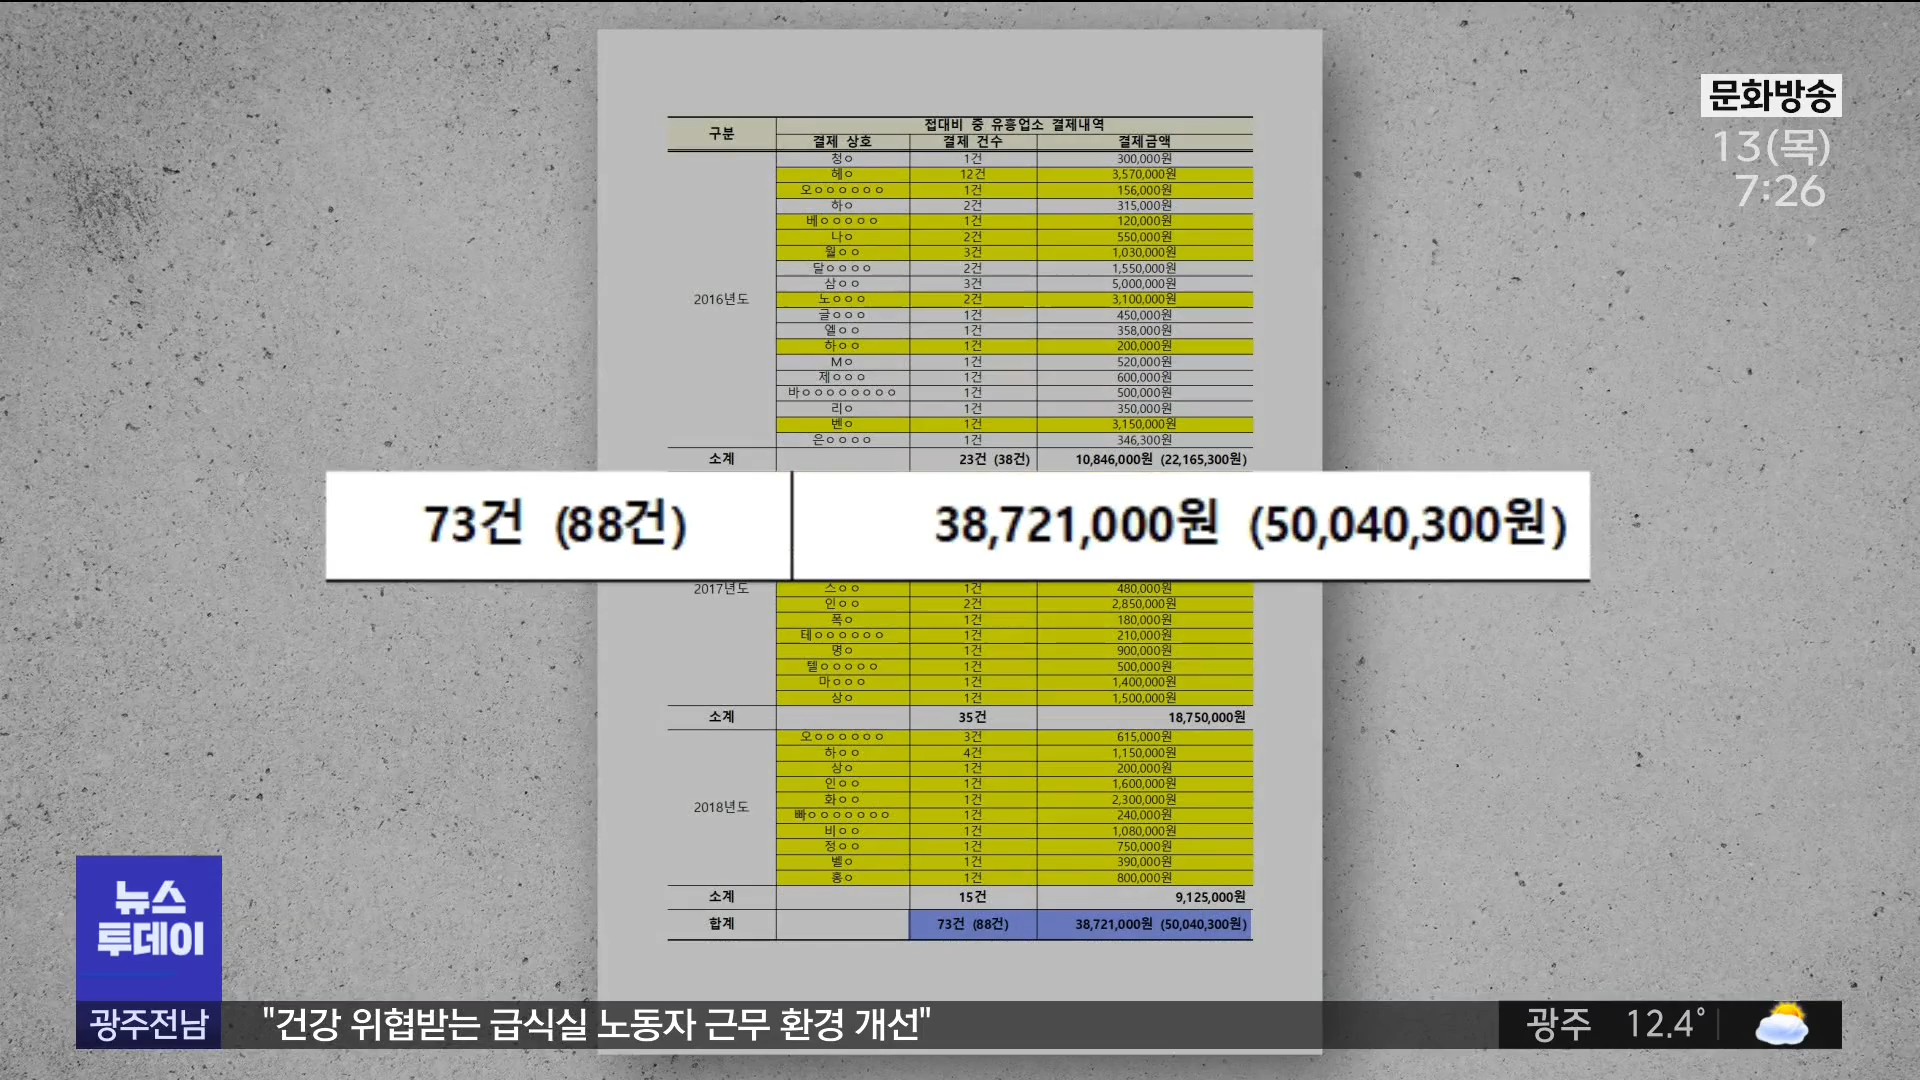 문화방송
13(목)
7:26
구분 접대비 중 유흥업소 결제내역
결제 상호 결제 건수 결제금액
청ㅇ 1건 300,000원
헤ㅇ 12건 3,570,000원
오ㅇㅇㅇㅇㅇㅇ 1건 156,000원
하ㅇ 2건 315,000원
베ㅇㅇㅇㅇㅇ 1건 120,000원
나ㅇ 2건 550,000원
월ㅇㅇ 3건 1,030,000원
달ㅇㅇㅇㅇ 2건 1,550,000원
삼ㅇㅇ 3건 5,000,000원
2016년도 노ㅇㅇㅇ 2건 3,100,000원
글ㅇㅇㅇ 1건 450,000원
엘ㅇㅇ 1건 358,000원
하ㅇㅇ 1건 200,000원
Mㅇ 1건 520,000원
제ㅇㅇㅇ 1건 600,000원
바ㅇㅇㅇㅇㅇㅇㅇㅇ 1건 500,000원
리ㅇ 1건 350,000원
벤ㅇ 1건 3,150,000원
은ㅇㅇㅇㅇ 1건 346,300원
소계 23건 (38건) 10,846,000원 (22,165,300원)
73건 (88건) 38,721,000원 (50,040,300원)
2017년도 스ㅇㅇ 1건 480,000원
인ㅇㅇ 2건 2,850,000원
폭ㅇ 1건 180,000원
테ㅇㅇㅇㅇㅇㅇ 1건 210,000원
명ㅇ 1건 900,000원
텔ㅇㅇㅇㅇㅇ 1건 500,000원
마ㅇㅇㅇ 1건 1,400,000원
상ㅇ 1건 1,500,000원
소계 35건 18,750,000원
오ㅇㅇㅇㅇㅇㅇ 3건 615,000원
하ㅇㅇ 4건 1,150,000원
상ㅇ 1건 200,000원
인ㅇㅇ 1건 1,600,000원
화ㅇㅇ 1건 2,300,000원
2018년도 빠ㅇㅇㅇㅇㅇㅇㅇ 1건 240,000원
비ㅇㅇ 1건 1,080,000원
정ㅇㅇ 1건 750,000원
벨ㅇ 1건 390,000원
홍ㅇ 1건 800,000원
소계 15건 9,125,000원
합계 73건 (88건) 38,721,000원 (50,040,300원)
뉴스
투데이
광주전남 "건강 위협받는 급식실 노동자 근무 환경 개선" 광주 12.4°